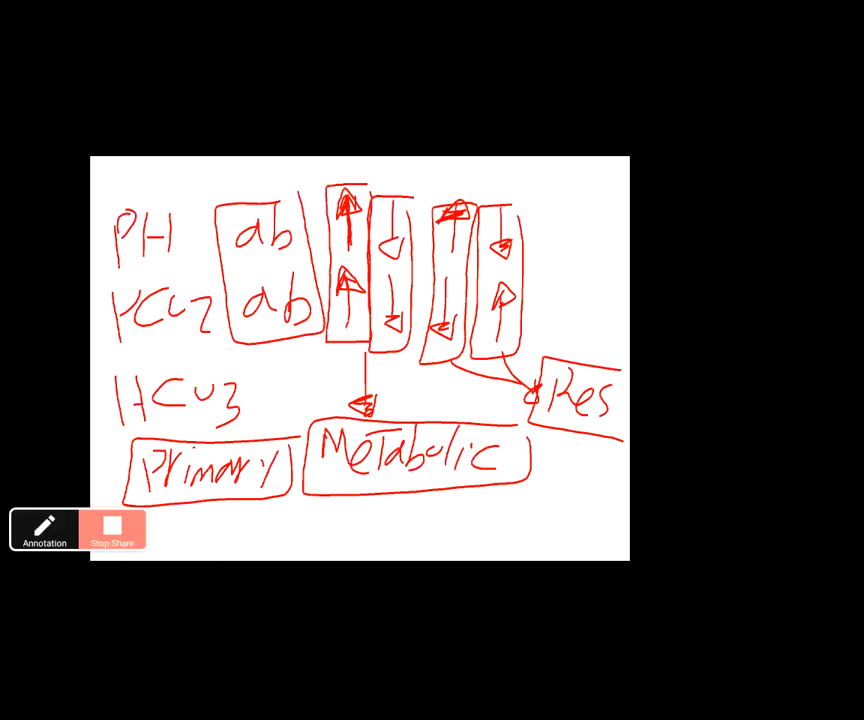 PH ab ↑ ↓ ↑ ↓
PCO2 ab ↑ ↓ ↓ ↑
HCO3 Res
Primary Metabolic
Annotation Stop Share